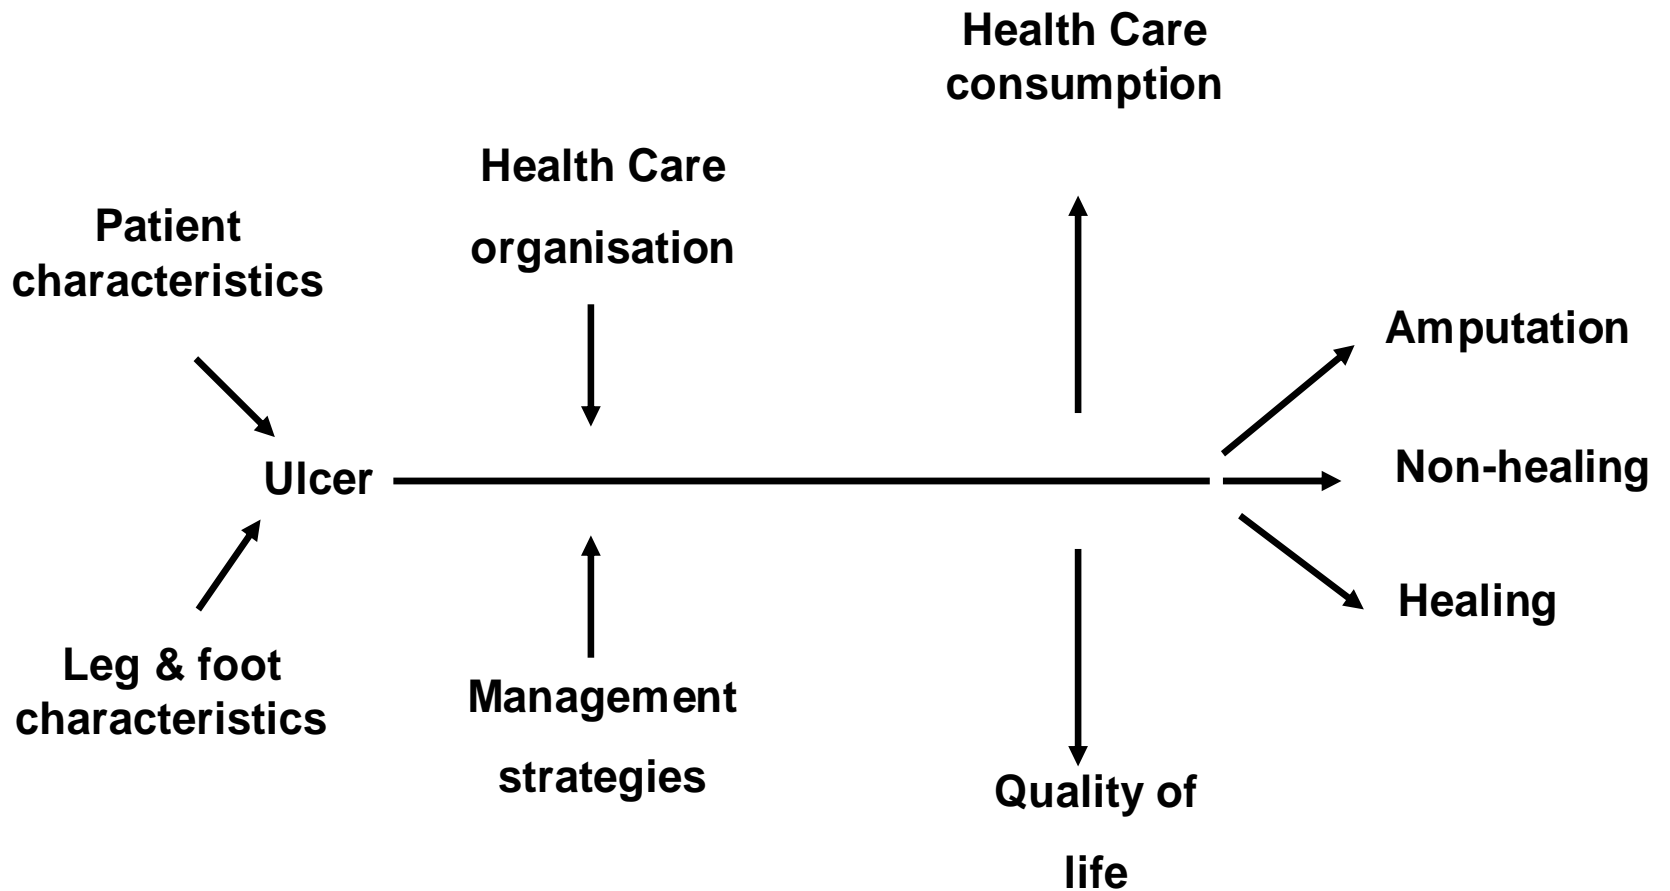 Health Care
consumption
Health Care
organisation
Patient
characteristics
Amputation
Non-healing
Ulcer
Healing
Leg & foot
characteristics
Management
strategies
Quality of
life